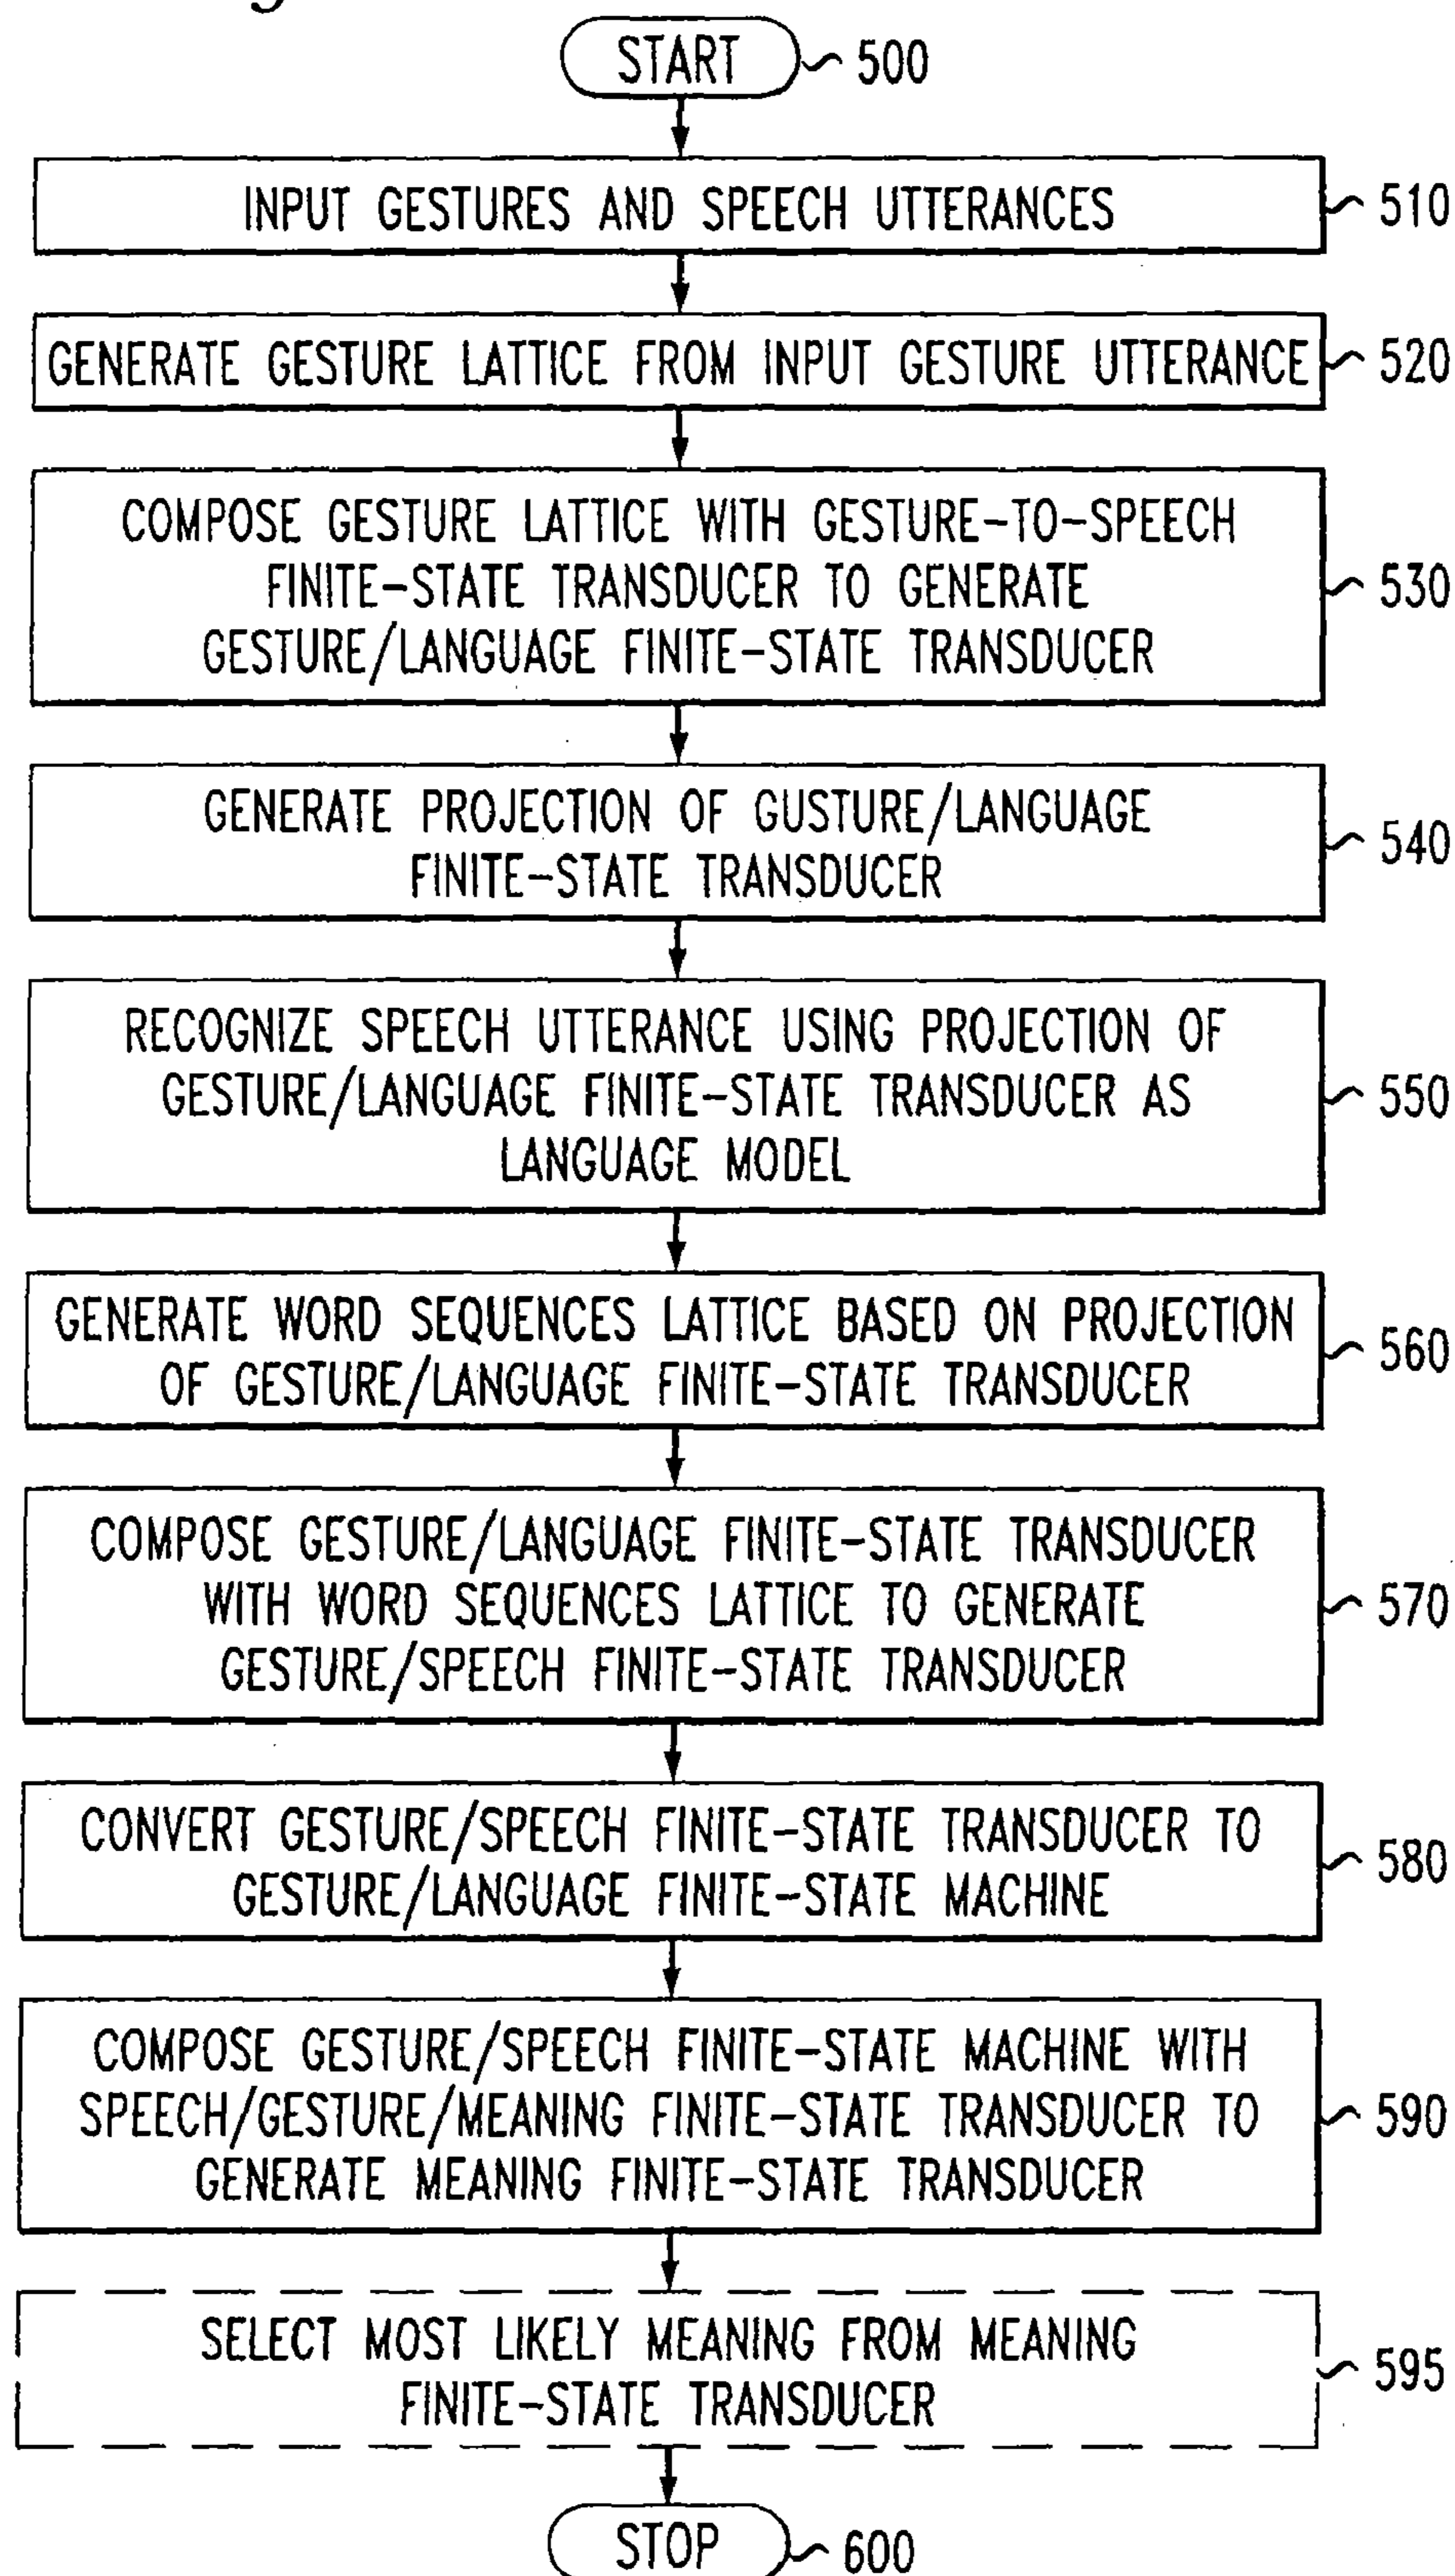 START
500
INPUT GESTURES AND SPEECH UTTERANCES
510
GENERATE GESTURE LATTICE FROM INPUT GESTURE UTTERANCE
520
COMPOSE GESTURE LATTICE WITH GESTURE-TO-SPEECH
FINITE-STATE TRANSDUCER TO GENERATE
GESTURE/LANGUAGE FINITE-STATE TRANSDUCER
530
GENERATE PROJECTION OF GUSTURE/LANGUAGE
FINITE-STATE TRANSDUCER
540
RECOGNIZE SPEECH UTTERANCE USING PROJECTION OF
GESTURE/LANGUAGE FINITE-STATE TRANSDUCER AS
LANGUAGE MODEL
550
GENERATE WORD SEQUENCES LATTICE BASED ON PROJECTION
OF GESTURE/LANGUAGE FINITE-STATE TRANSDUCER
560
COMPOSE GESTURE/LANGUAGE FINITE-STATE TRANSDUCER
WITH WORD SEQUENCES LATTICE TO GENERATE
GESTURE/SPEECH FINITE-STATE TRANSDUCER
570
CONVERT GESTURE/SPEECH FINITE-STATE TRANSDUCER TO
GESTURE/LANGUAGE FINITE-STATE MACHINE
580
COMPOSE GESTURE/SPEECH FINITE-STATE MACHINE WITH
SPEECH/GESTURE/MEANING FINITE-STATE TRANSDUCER TO
GENERATE MEANING FINITE-STATE TRANSDUCER
590
SELECT MOST LIKELY MEANING FROM MEANING
FINITE-STATE TRANSDUCER
595
STOP
600